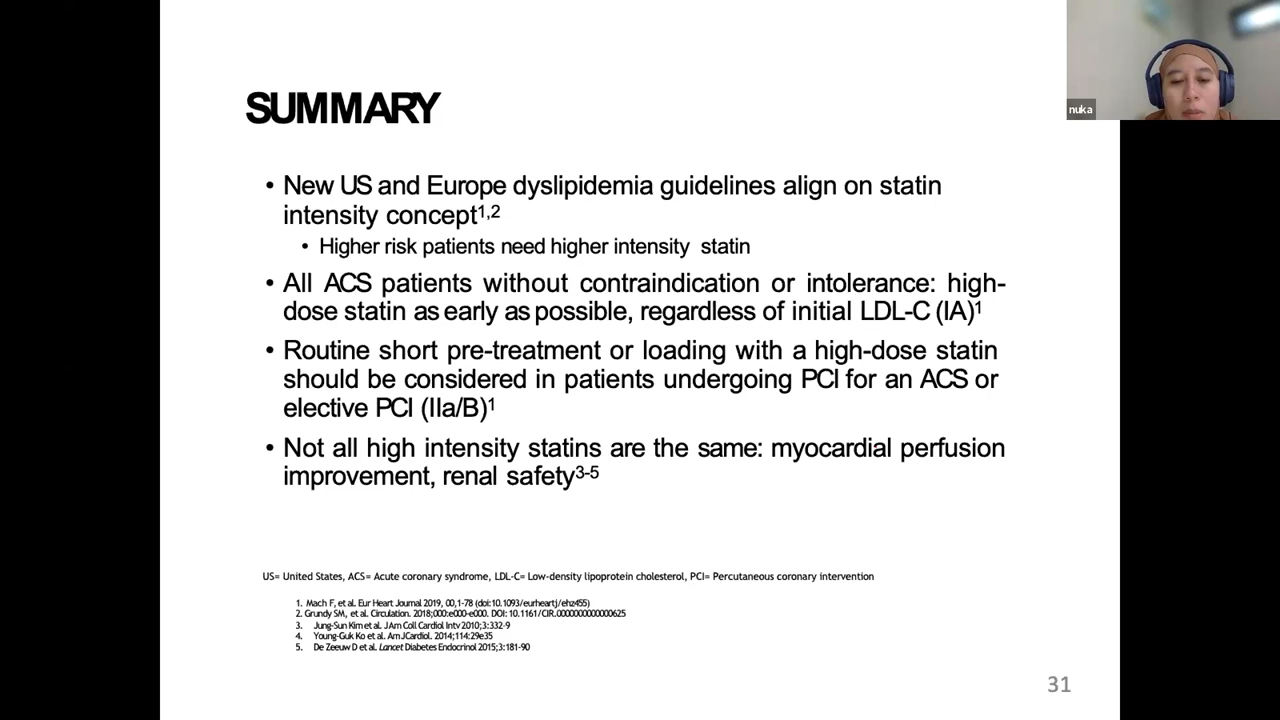 nuka
SUMMARY
• New US and Europe dyslipidemia guidelines align on statin
intensity concept1,2
• Higher risk patients need higher intensity statin
• All ACS patients without contraindication or intolerance: high-
dose statin as early as possible, regardless of initial LDL-C (IA)1
• Routine short pre-treatment or loading with a high-dose statin
should be considered in patients undergoing PCI for an ACS or
elective PCI (IIa/B)1
• Not all high intensity statins are the same: myocardial perfusion
improvement, renal safety3-5
US= United States, ACS= Acute coronary syndrome, LDL-C= Low-density lipoprotein cholesterol, PCI= Percutaneous coronary intervention
1. Mach F, et al. Eur Heart Journal 2019, 00,1-78 (doi:10.1093/eurheartj/ehz455)
2. Grundy SM, et al. Circulation. 2018;000:e000-e000. DOI: 10.1161/CIR.0000000000000625
3. Jung-Sun Kim et al. J Am Coll Cardiol Intv 2010;3:332-9
4. Young-Guk Ko et al. Am J Cardiol. 2014;114:29e35
5. De Zeeuw D et al. Lancet Diabetes Endocrinol 2015;3:181-90
31